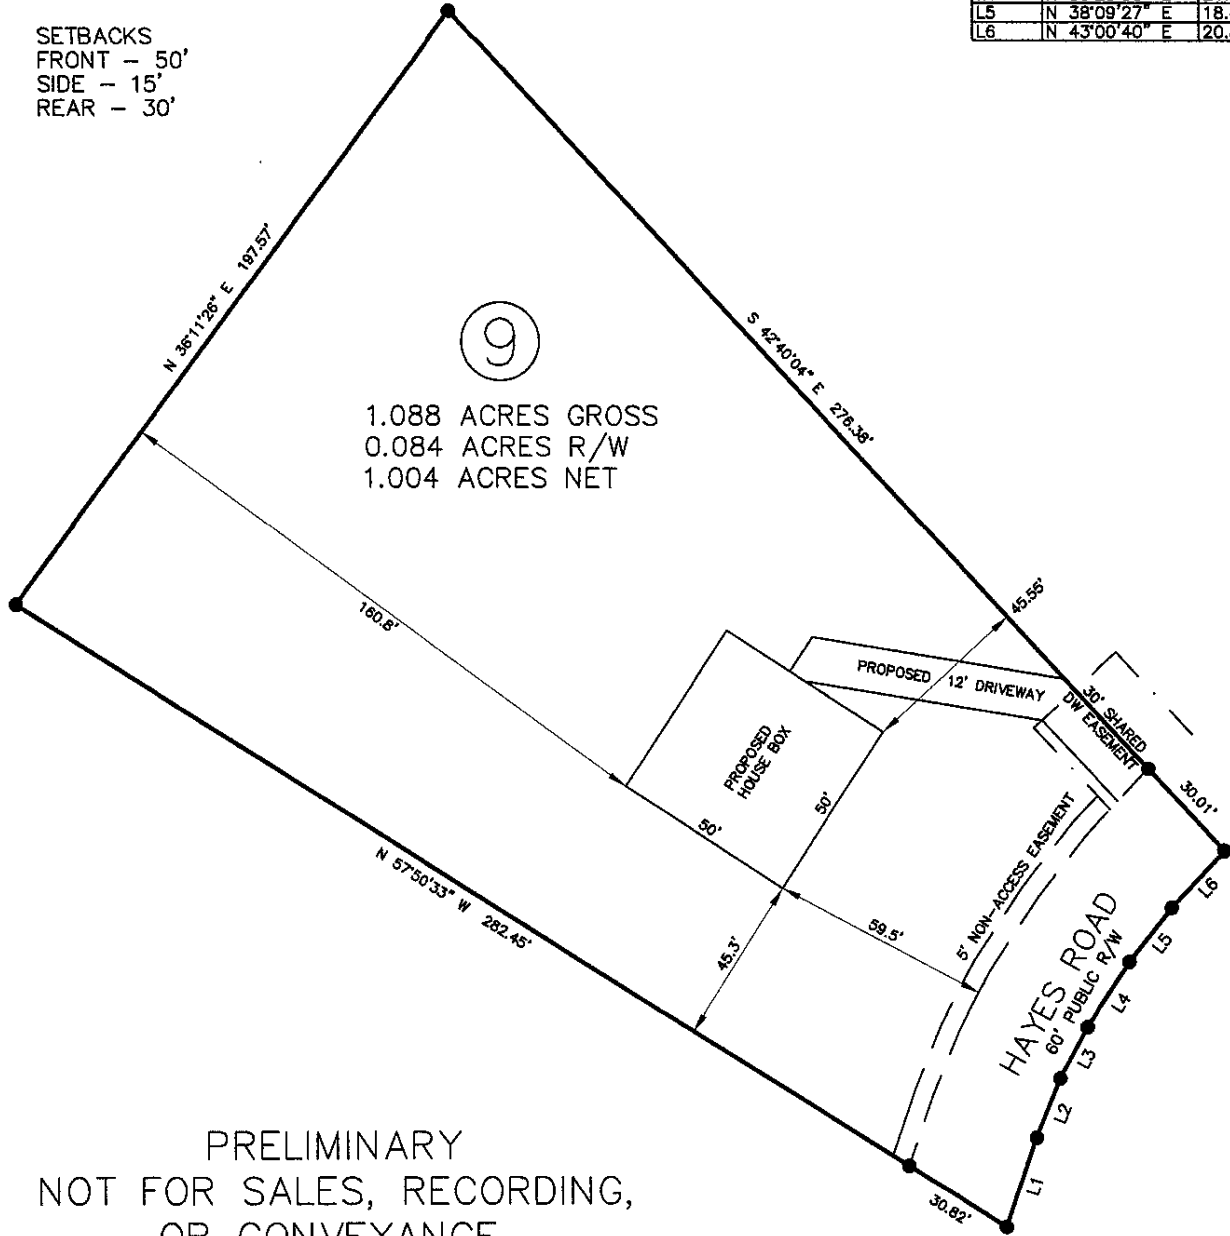 SETBACKS
FRONT - 50'
SIDE - 15'
REAR - 30'
L5 N 38°09'27" E 18.
L6 N 43°00'40" E 20.
N 36°11'26" E 197.57'
S 42°40'04" E 276.38'
9
1.088 ACRES GROSS
0.084 ACRES R/W
1.004 ACRES NET
160.8'
45.55'
PROPOSED 12' DRIVEWAY
30' SHARED
DW EASEMENT
PROPOSED
HOUSE BOX
50'
50'
30.01'
5' NON-ACCESS EASEMENT
N 57°50'33" W 282.45'
45.3'
59.5'
HAYES ROAD
60' PUBLIC R/W
L6
L5
L4
L3
L2
L1
30.82'
PRELIMINARY
NOT FOR SALES, RECORDING,
OR CONVEYANCE